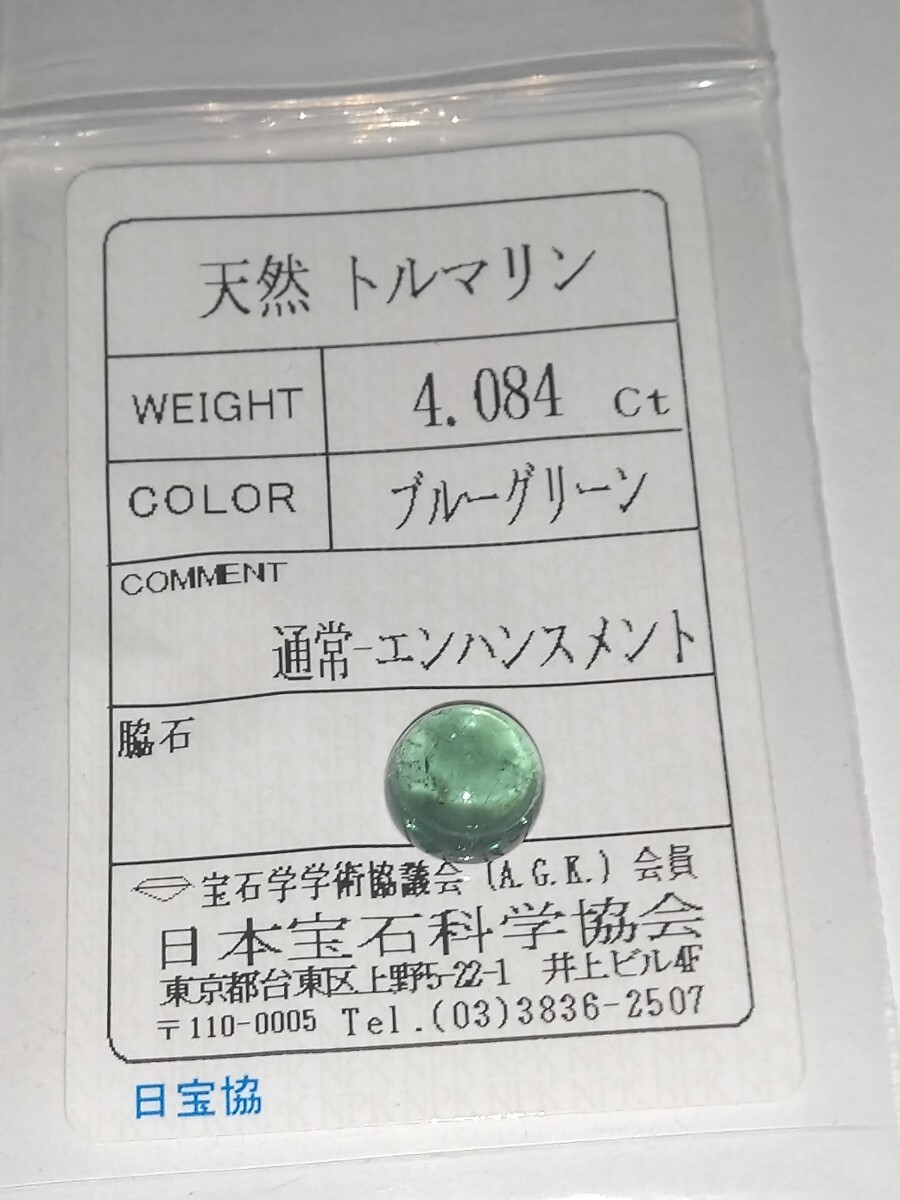 天然 トルマリン
WEIGHT 4.084 Ct
COLOR ブルーグリーン
COMMENT
通常-エンハンスメント
脇石
宝石学学術協議会 (A.G.K.) 会員
日本宝石科学協会
東京都台東区上野5-22-1 井上ビル4F
〒110-0005 Tel.(03)3836-2507
日宝協